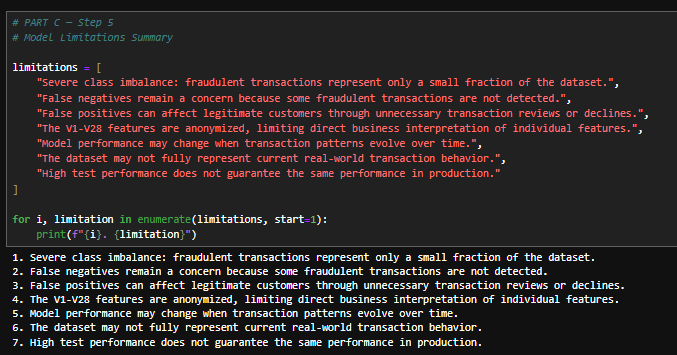 # PART C — Step 5
# Model Limitations Summary
limitations = [
    "Severe class imbalance: fraudulent transactions represent only a small fraction of the dataset.",
    "False negatives remain a concern because some fraudulent transactions are not detected.",
    "False positives can affect legitimate customers through unnecessary transaction reviews or declines.",
    "The V1-V28 features are anonymized, limiting direct business interpretation of individual features.",
    "Model performance may change when transaction patterns evolve over time.",
    "The dataset may not fully represent current real-world transaction behavior.",
    "High test performance does not guarantee the same performance in production."
]
for i, limitation in enumerate(limitations, start=1):
    print(f"{i}. {limitation}")
1. Severe class imbalance: fraudulent transactions represent only a small fraction of the dataset.
2. False negatives remain a concern because some fraudulent transactions are not detected.
3. False positives can affect legitimate customers through unnecessary transaction reviews or declines.
4. The V1-V28 features are anonymized, limiting direct business interpretation of individual features.
5. Model performance may change when transaction patterns evolve over time.
6. The dataset may not fully represent current real-world transaction behavior.
7. High test performance does not guarantee the same performance in production.